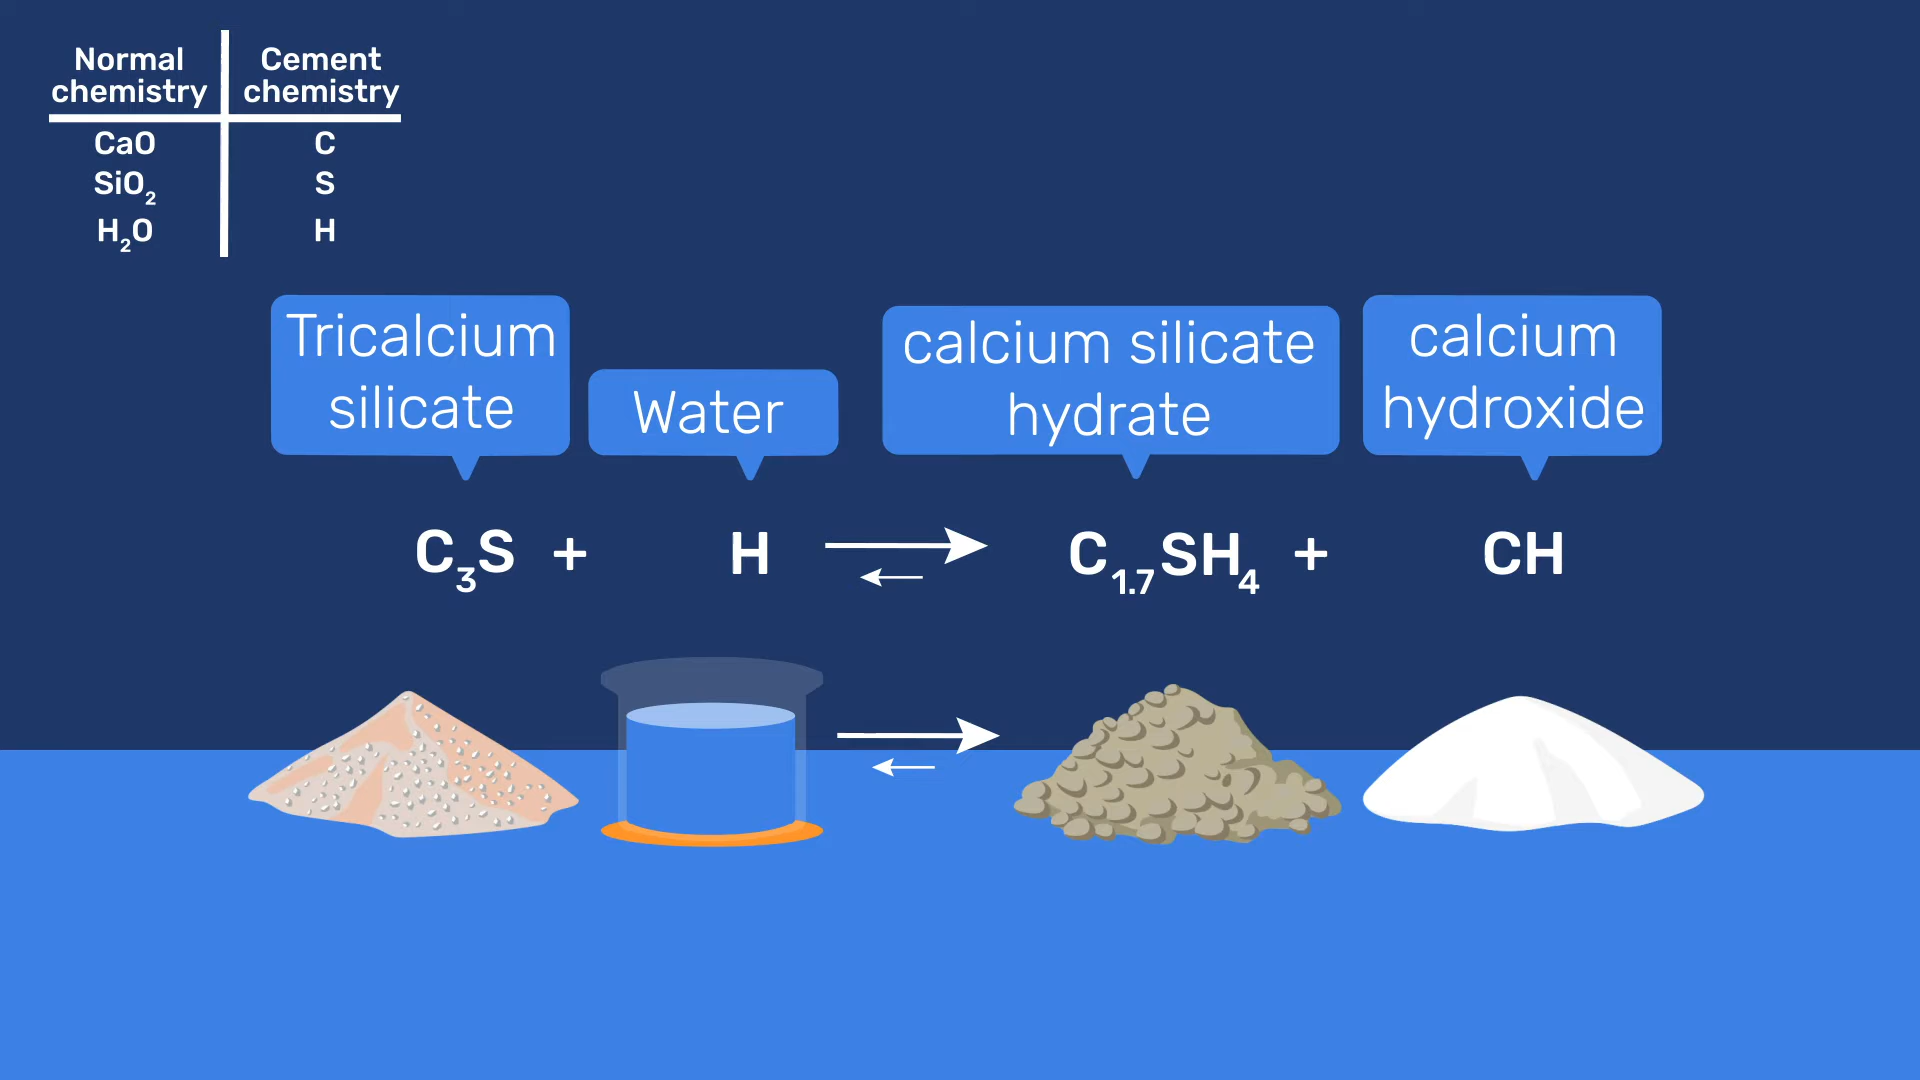 Normal chemistry | Cement chemistry
CaO | C
SiO₂ | S
H₂O | H
Tricalcium silicate
Water
calcium silicate hydrate
calcium hydroxide
C₃S + H ⇌ C₁.₇SH₄ + CH